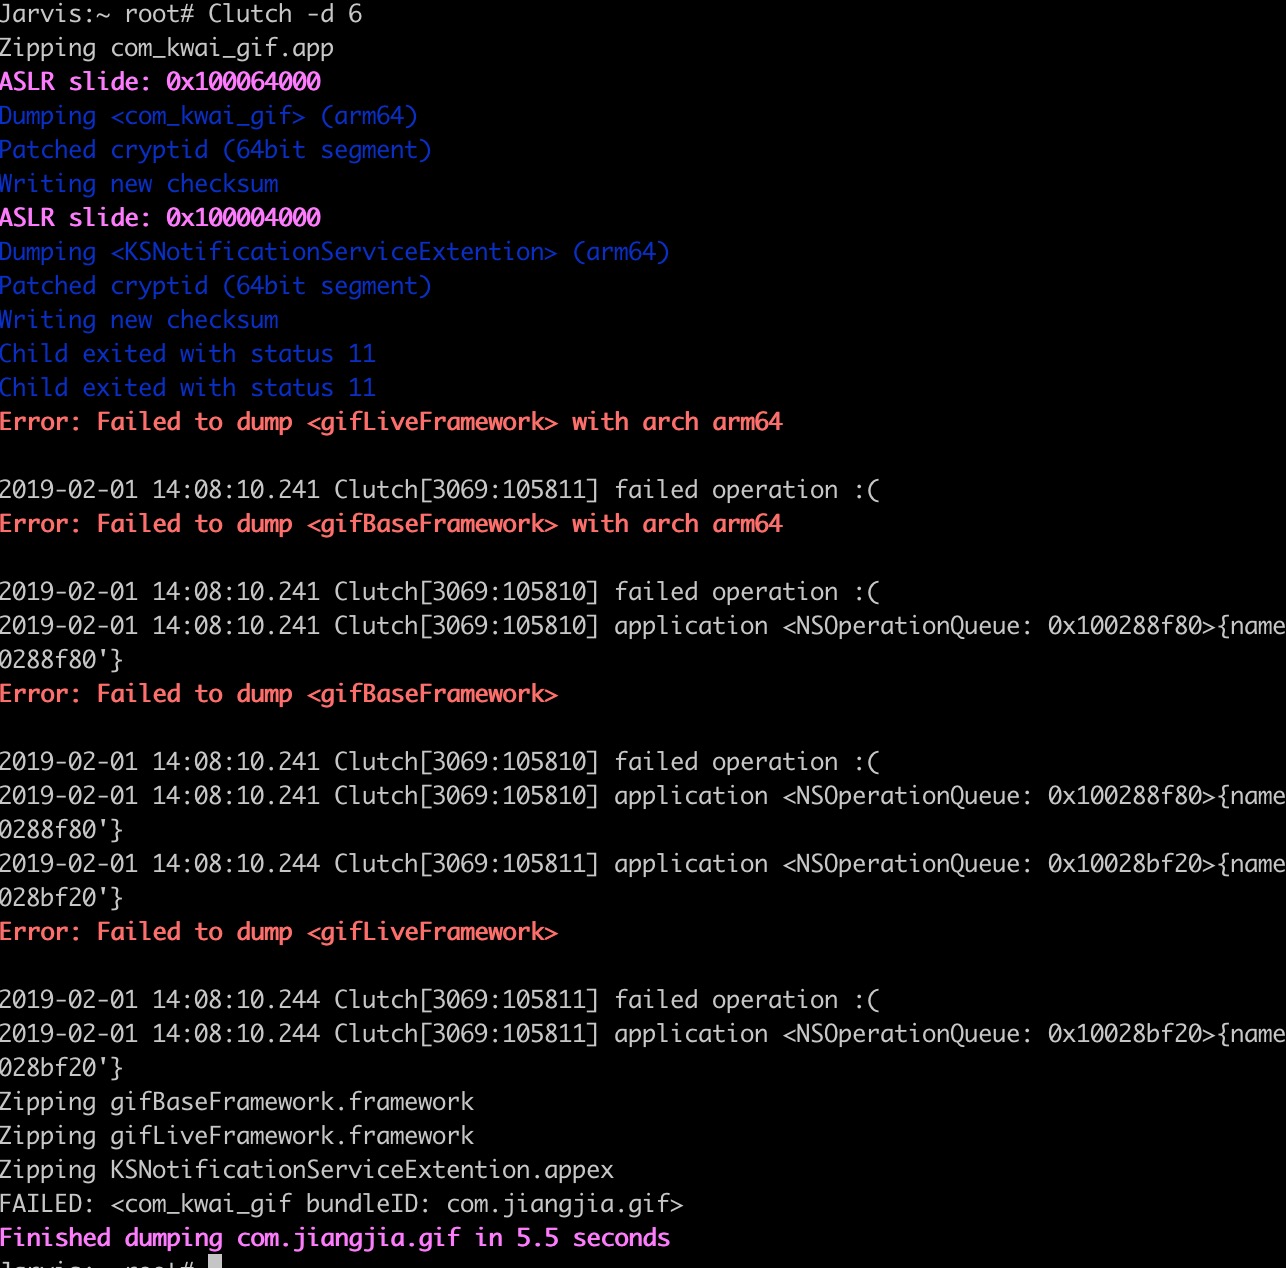 Jarvis:~ root# Clutch -d 6
Zipping com_kwai_gif.app
ASLR slide: 0x100064000
Dumping <com_kwai_gif> (arm64)
Patched cryptid (64bit segment)
Writing new checksum
ASLR slide: 0x100004000
Dumping <KSNotificationServiceExtention> (arm64)
Patched cryptid (64bit segment)
Writing new checksum
Child exited with status 11
Child exited with status 11
Error: Failed to dump <gifLiveFramework> with arch arm64
2019-02-01 14:08:10.241 Clutch[3069:105811] failed operation :(
Error: Failed to dump <gifBaseFramework> with arch arm64
2019-02-01 14:08:10.241 Clutch[3069:105810] failed operation :(
2019-02-01 14:08:10.241 Clutch[3069:105810] application <NSOperationQueue: 0x100288f80>{name
0288f80'}
Error: Failed to dump <gifBaseFramework>
2019-02-01 14:08:10.241 Clutch[3069:105810] failed operation :(
2019-02-01 14:08:10.241 Clutch[3069:105810] application <NSOperationQueue: 0x100288f80>{name
0288f80'}
2019-02-01 14:08:10.244 Clutch[3069:105811] application <NSOperationQueue: 0x10028bf20>{name
028bf20'}
Error: Failed to dump <gifLiveFramework>
2019-02-01 14:08:10.244 Clutch[3069:105811] failed operation :(
2019-02-01 14:08:10.244 Clutch[3069:105811] application <NSOperationQueue: 0x10028bf20>{name
028bf20'}
Zipping gifBaseFramework.framework
Zipping gifLiveFramework.framework
Zipping KSNotificationServiceExtention.appex
FAILED: <com_kwai_gif bundleID: com.jiangjia.gif>
Finished dumping com.jiangjia.gif in 5.5 seconds
Jarvis:~ root#